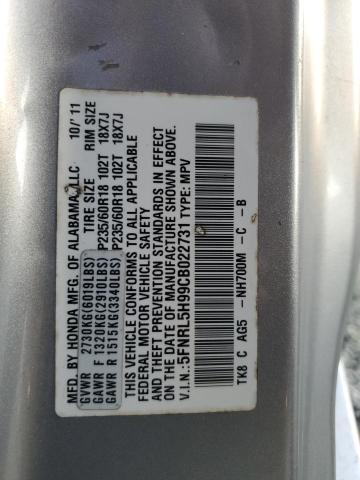 MFD. BY HONDA MFG. OF ALABAMA,LLC 10/'11
TIRE SIZE RIM SIZE
GVWR 2730KG(6019LBS)
GAWR F 1320KG(2910LBS) P235/60R18 102T 18X7J
GAWR R 1515KG(3340LBS) P235/60R18 102T 18X7J
THIS VEHICLE CONFORMS TO ALL APPLICABLE
FEDERAL MOTOR VEHICLE SAFETY
AND THEFT PREVENTION STANDARDS IN EFFECT
ON THE DATE OF MANUFACTURE SHOWN ABOVE.
V.I.N.:5FNRL5H99CB022731 TYPE: MPV
TK8 C AG5 -NH700M -C -B